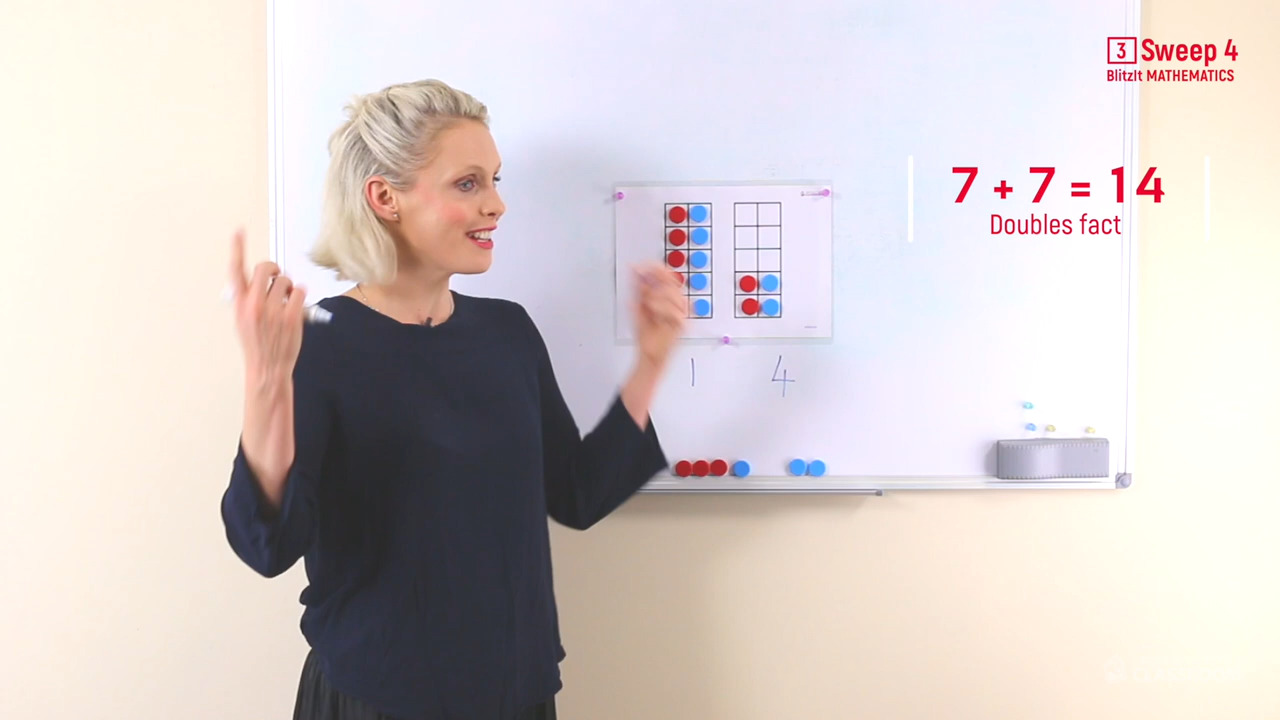 3 Sweep 4
BlitzIt MATHEMATICS
7 + 7 = 14
Doubles fact
1 4